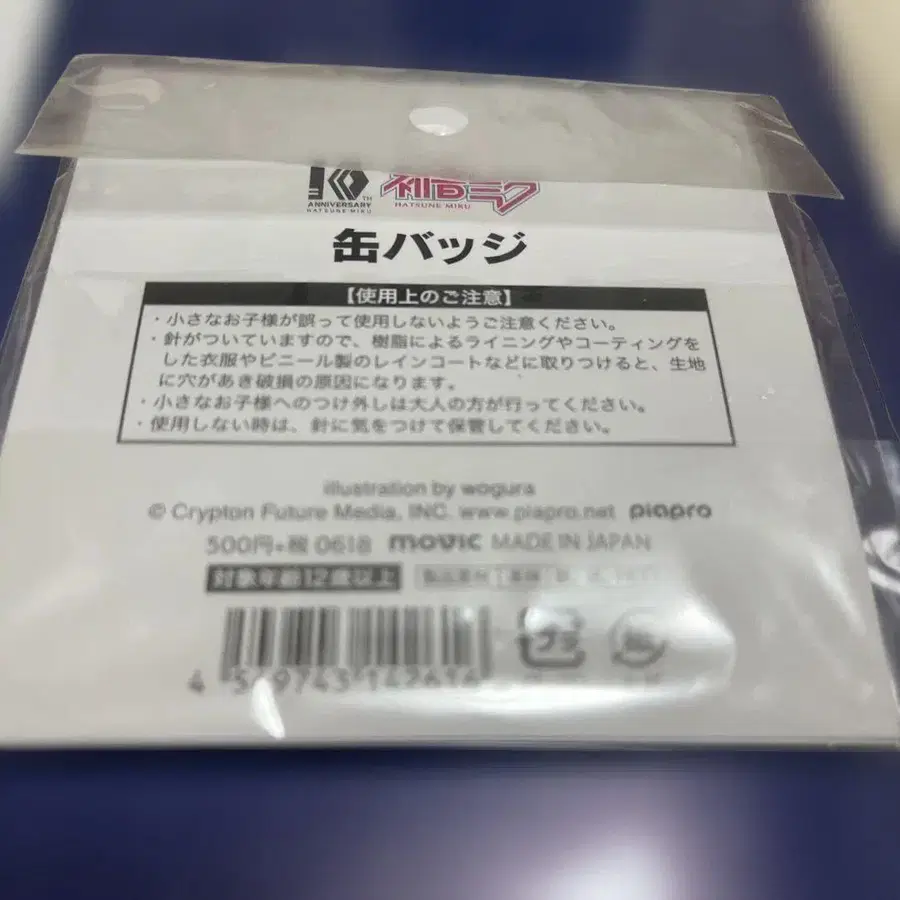 10TH
ANNIVERSARY
HATSUNE MIKU
初音ミク
HATSUNE MIKU
缶バッジ
【使用上のご注意】
・小さなお子様が誤って使用しないようご注意ください。
・針がついていますので、樹脂によるライニングやコーティングを
した衣服やビニール製のレインコートなどに取りつけると、生地
に穴があき破損の原因になります。
・小さなお子様へのつけ外しは大人の方が行ってください。
・使用しない時は、針に気をつけて保管してください。
illustration by wogura
© Crypton Future Media, INC. www.piapro.net piapro
500円+税 0618 movic MADE IN JAPAN
対象年齢12歳以上
プラ
紙